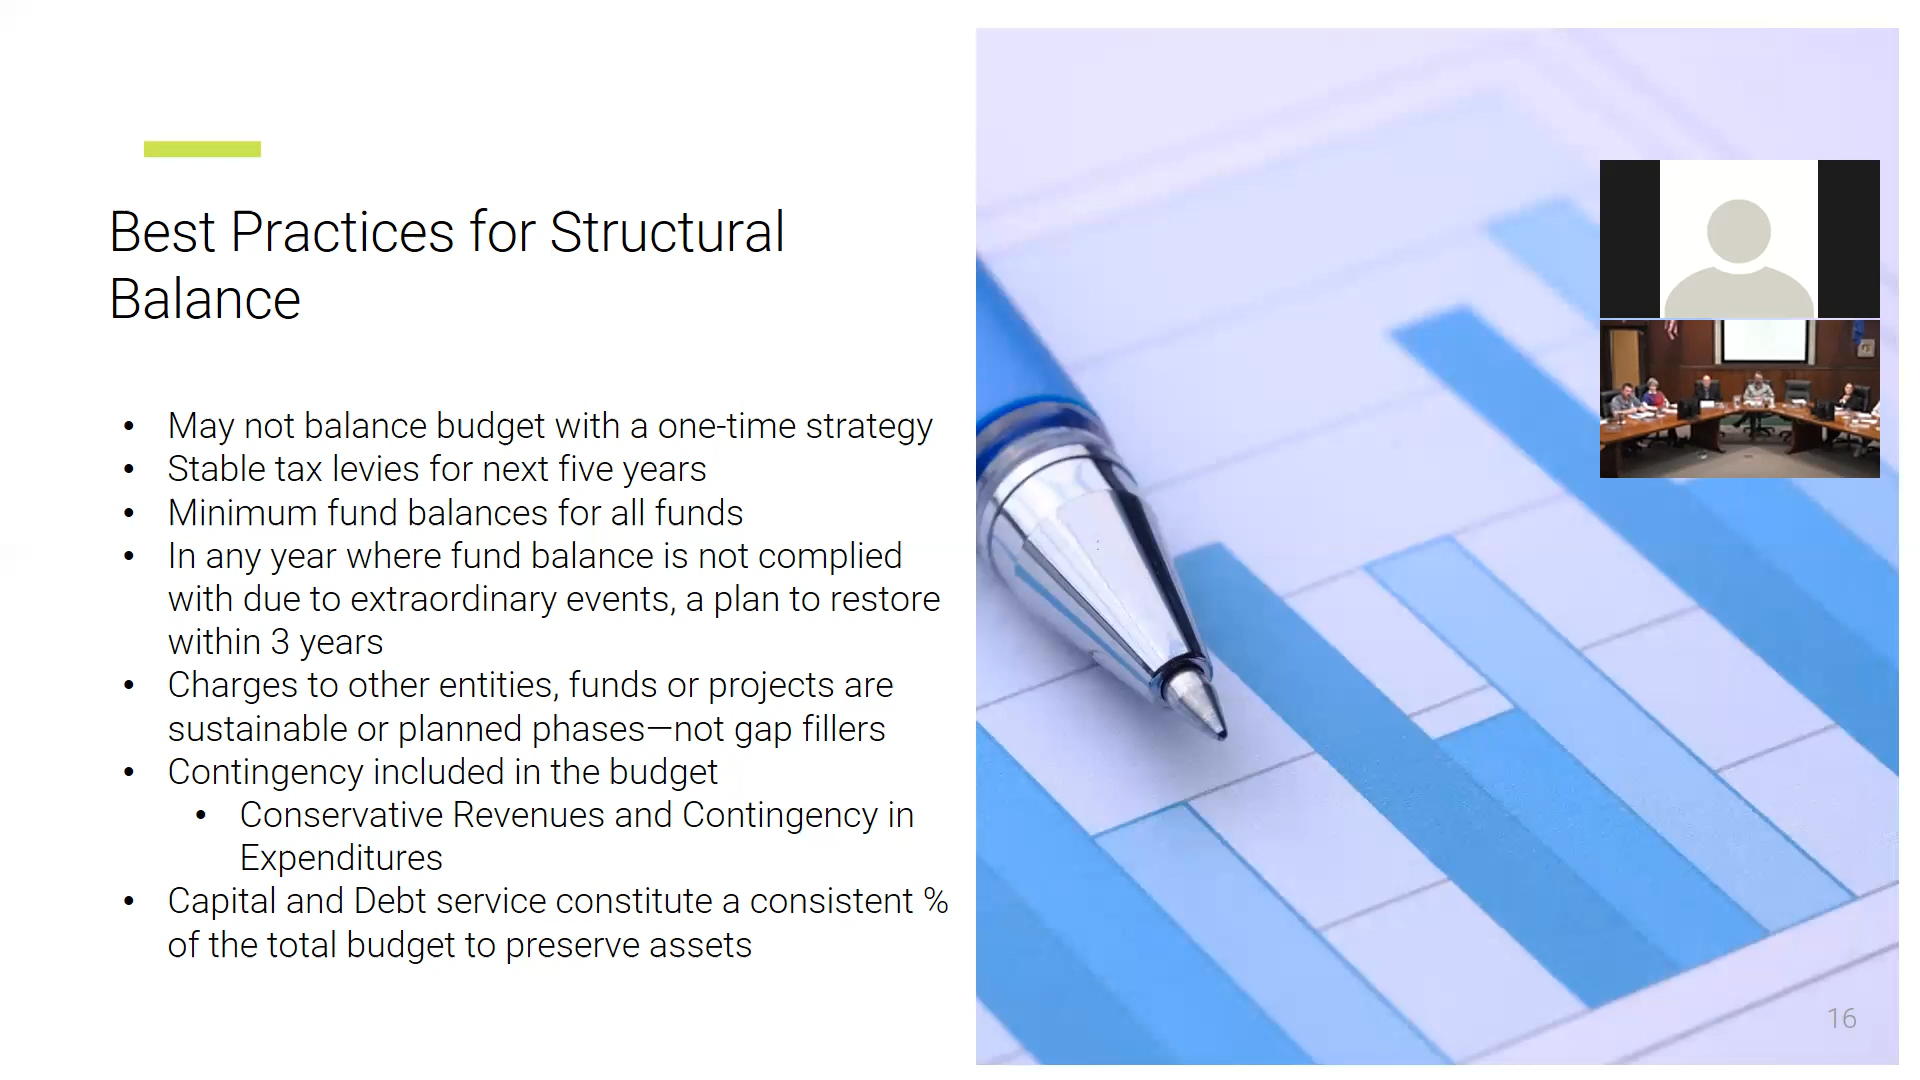 Best Practices for Structural
Balance
• May not balance budget with a one-time strategy
• Stable tax levies for next five years
• Minimum fund balances for all funds
• In any year where fund balance is not complied
with due to extraordinary events, a plan to restore
within 3 years
• Charges to other entities, funds or projects are
sustainable or planned phases—not gap fillers
• Contingency included in the budget
• Conservative Revenues and Contingency in
Expenditures
• Capital and Debt service constitute a consistent %
of the total budget to preserve assets
16